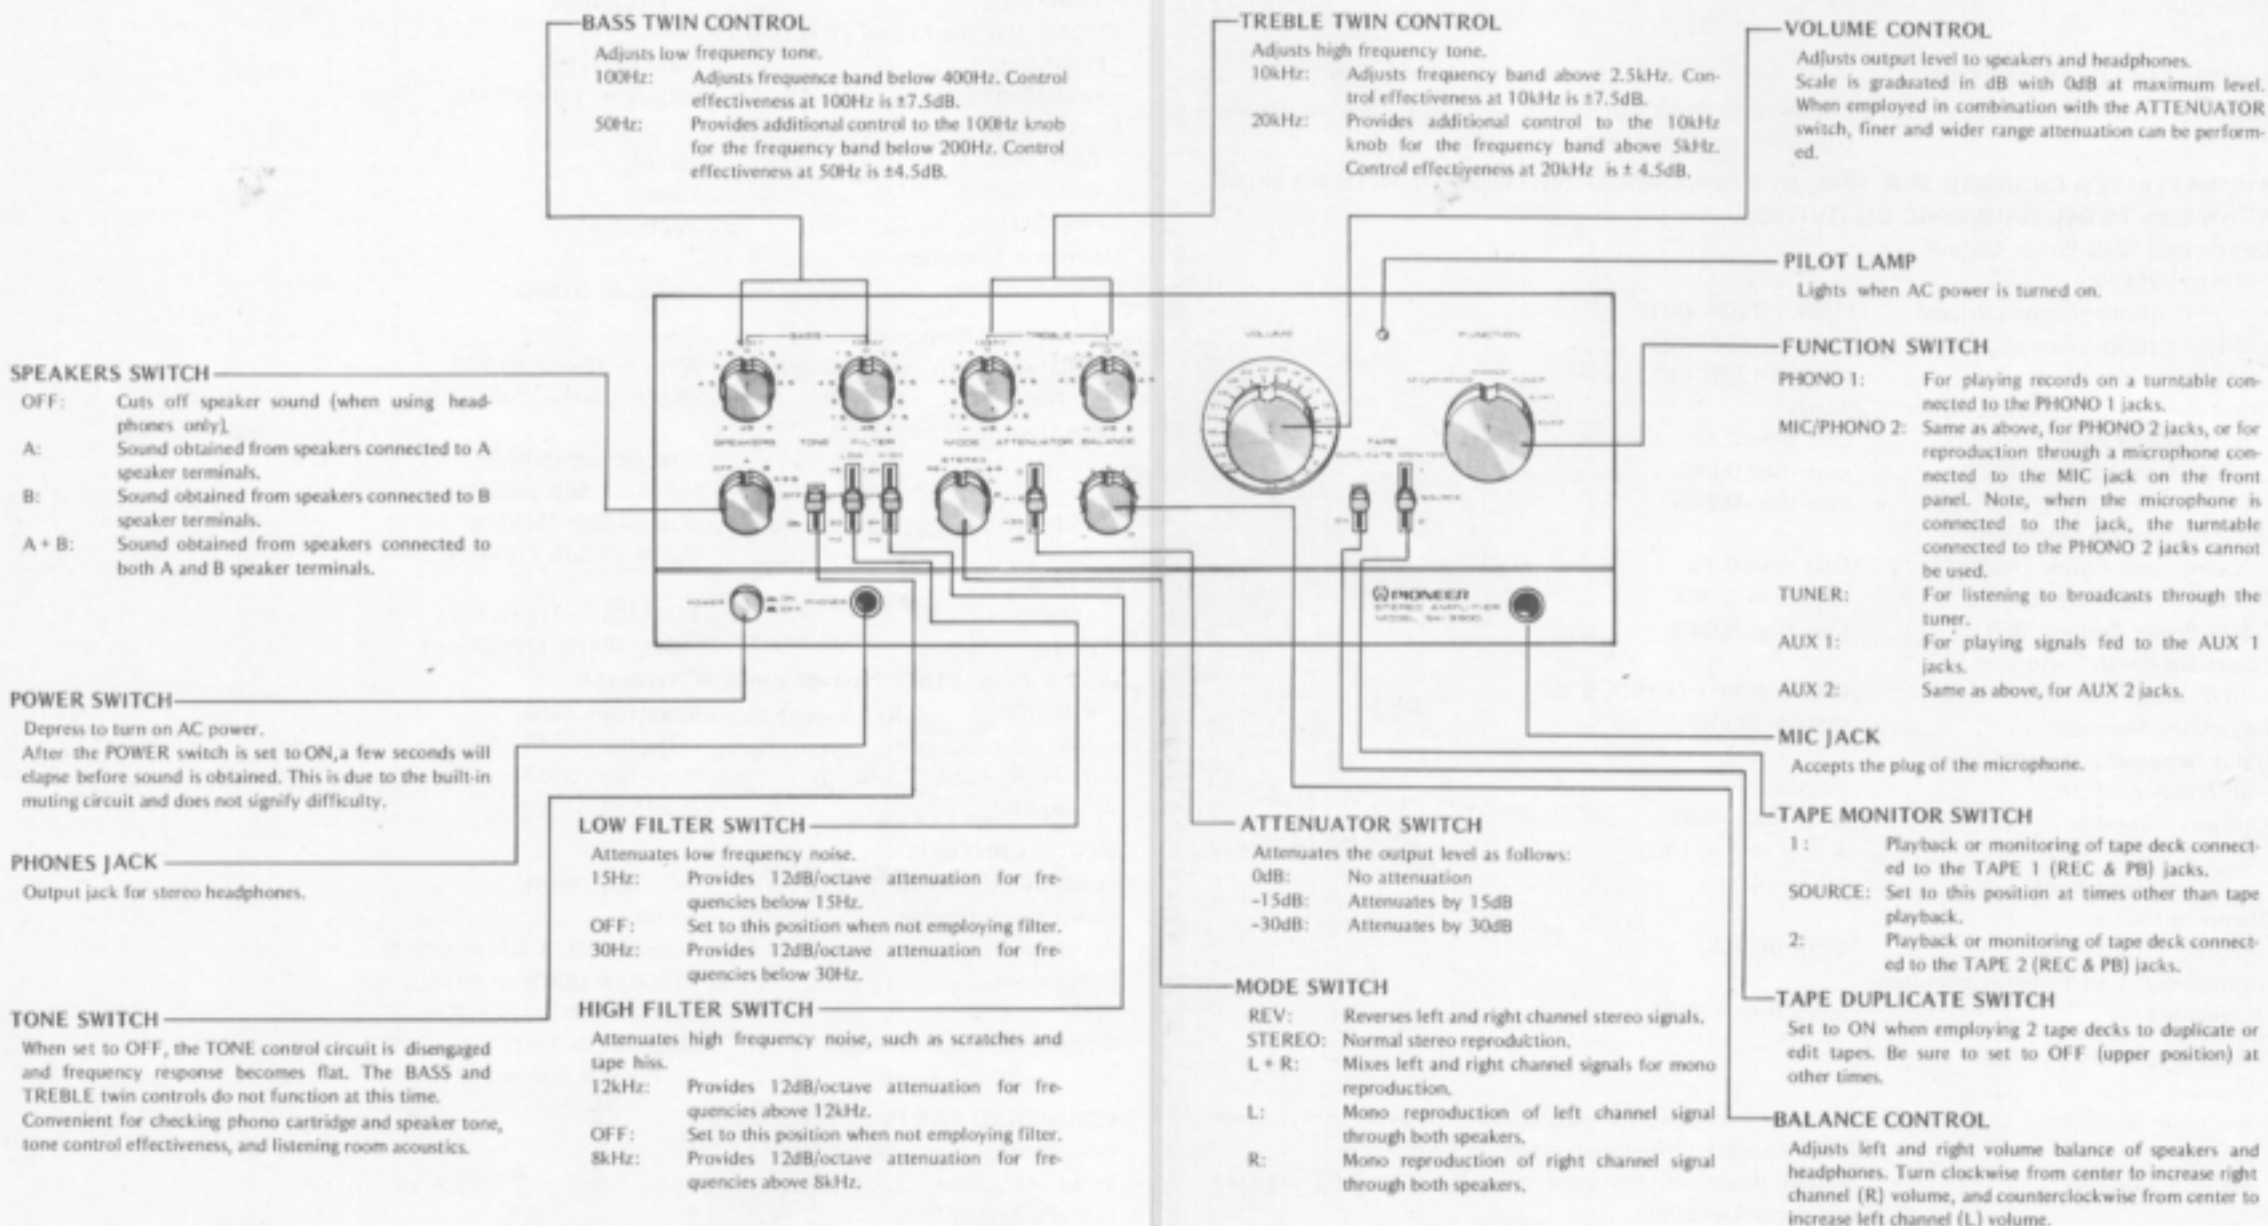 BASS TWIN CONTROL
Adjusts low frequency tone.
100Hz: Adjusts frequence band below 400Hz. Control
effectiveness at 100Hz is ±7.5dB.
50Hz: Provides additional control to the 100Hz knob
for the frequency band below 200Hz. Control
effectiveness at 50Hz is ±4.5dB.
TREBLE TWIN CONTROL
Adjusts high frequency tone.
10kHz: Adjusts frequency band above 2.5kHz. Con-
trol effectiveness at 10kHz is ±7.5dB.
20kHz: Provides additional control to the 10kHz
knob for the frequency band above 5kHz.
Control effectiveness at 20kHz is ± 4.5dB.
VOLUME CONTROL
Adjusts output level to speakers and headphones.
Scale is graduated in dB with 0dB at maximum level.
When employed in combination with the ATTENUATOR
switch, finer and wider range attenuation can be perform-
ed.
PILOT LAMP
Lights when AC power is turned on.
FUNCTION SWITCH
PHONO 1: For playing records on a turntable con-
nected to the PHONO 1 jacks.
MIC/PHONO 2: Same as above, for PHONO 2 jacks, or for
reproduction through a microphone con-
nected to the MIC jack on the front
panel. Note, when the microphone is
connected to the jack, the turntable
connected to the PHONO 2 jacks cannot
be used.
TUNER: For listening to broadcasts through the
tuner.
AUX 1: For playing signals fed to the AUX 1
jacks.
AUX 2: Same as above, for AUX 2 jacks.
MIC JACK
Accepts the plug of the microphone.
TAPE MONITOR SWITCH
1: Playback or monitoring of tape deck connect-
ed to the TAPE 1 (REC & PB) jacks.
SOURCE: Set to this position at times other than tape
playback.
2: Playback or monitoring of tape deck connect-
ed to the TAPE 2 (REC & PB) jacks.
TAPE DUPLICATE SWITCH
Set to ON when employing 2 tape decks to duplicate or
edit tapes. Be sure to set to OFF (upper position) at
other times.
BALANCE CONTROL
Adjusts left and right volume balance of speakers and
headphones. Turn clockwise from center to increase right
channel (R) volume, and counterclockwise from center to
increase left channel (L) volume.
SPEAKERS SWITCH
OFF: Cuts off speaker sound (when using head-
phones only).
A: Sound obtained from speakers connected to A
speaker terminals.
B: Sound obtained from speakers connected to B
speaker terminals.
A + B: Sound obtained from speakers connected to
both A and B speaker terminals.
POWER SWITCH
Depress to turn on AC power.
After the POWER switch is set to ON, a few seconds will
elapse before sound is obtained. This is due to the built-in
muting circuit and does not signify difficulty.
PHONES JACK
Output jack for stereo headphones.
TONE SWITCH
When set to OFF, the TONE control circuit is disengaged
and frequency response becomes flat. The BASS and
TREBLE twin controls do not function at this time.
Convenient for checking phono cartridge and speaker tone,
tone control effectiveness, and listening room acoustics.
LOW FILTER SWITCH
Attenuates low frequency noise.
15Hz: Provides 12dB/octave attenuation for fre-
quencies below 15Hz.
OFF: Set to this position when not employing filter.
30Hz: Provides 12dB/octave attenuation for fre-
quencies below 30Hz.
HIGH FILTER SWITCH
Attenuates high frequency noise, such as scratches and
tape hiss.
12kHz: Provides 12dB/octave attenuation for fre-
quencies above 12kHz.
OFF: Set to this position when not employing filter.
8kHz: Provides 12dB/octave attenuation for fre-
quencies above 8kHz.
ATTENUATOR SWITCH
Attenuates the output level as follows:
0dB: No attenuation
-15dB: Attenuates by 15dB
-30dB: Attenuates by 30dB
MODE SWITCH
REV: Reverses left and right channel stereo signals.
STEREO: Normal stereo reproduction.
L + R: Mixes left and right channel signals for mono
reproduction.
L: Mono reproduction of left channel signal
through both speakers.
R: Mono reproduction of right channel signal
through both speakers.
BASS
TREBLE
VOLUME
FUNCTION
SPEAKERS TONE FILTER MODE ATTENUATOR BALANCE
LOW HIGH STEREO
TAPE
DUPLICATE MONITOR
SOURCE
POWER ON OFF PHONES
PIONEER
STEREO AMPLIFIER